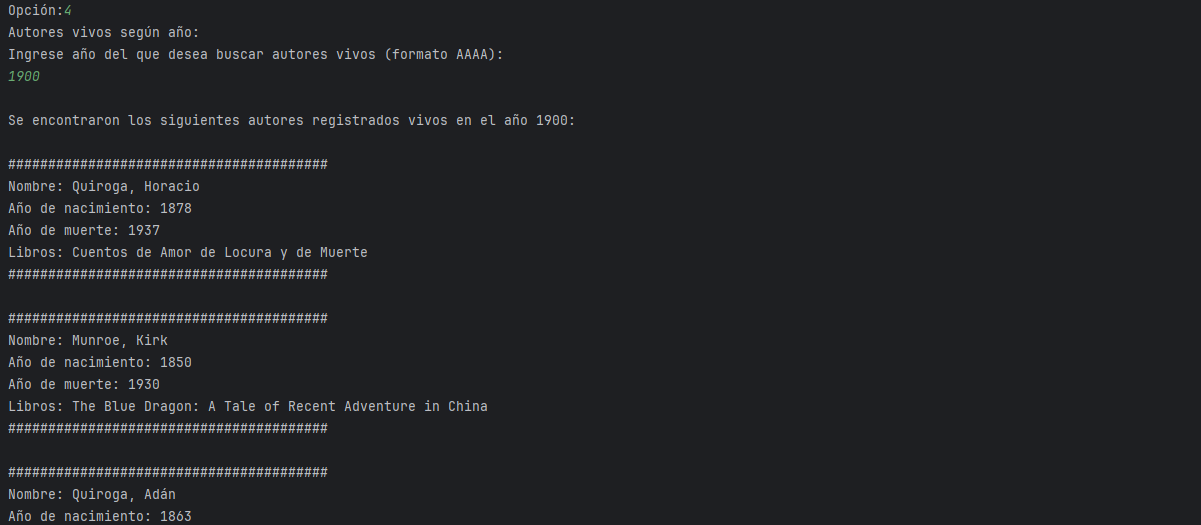 Opción:4
Autores vivos según año:
Ingrese año del que desea buscar autores vivos (formato AAAA):
1900
Se encontraron los siguientes autores registrados vivos en el año 1900:
########################################
Nombre: Quiroga, Horacio
Año de nacimiento: 1878
Año de muerte: 1937
Libros: Cuentos de Amor de Locura y de Muerte
########################################
########################################
Nombre: Munroe, Kirk
Año de nacimiento: 1850
Año de muerte: 1930
Libros: The Blue Dragon: A Tale of Recent Adventure in China
########################################
########################################
Nombre: Quiroga, Adán
Año de nacimiento: 1863